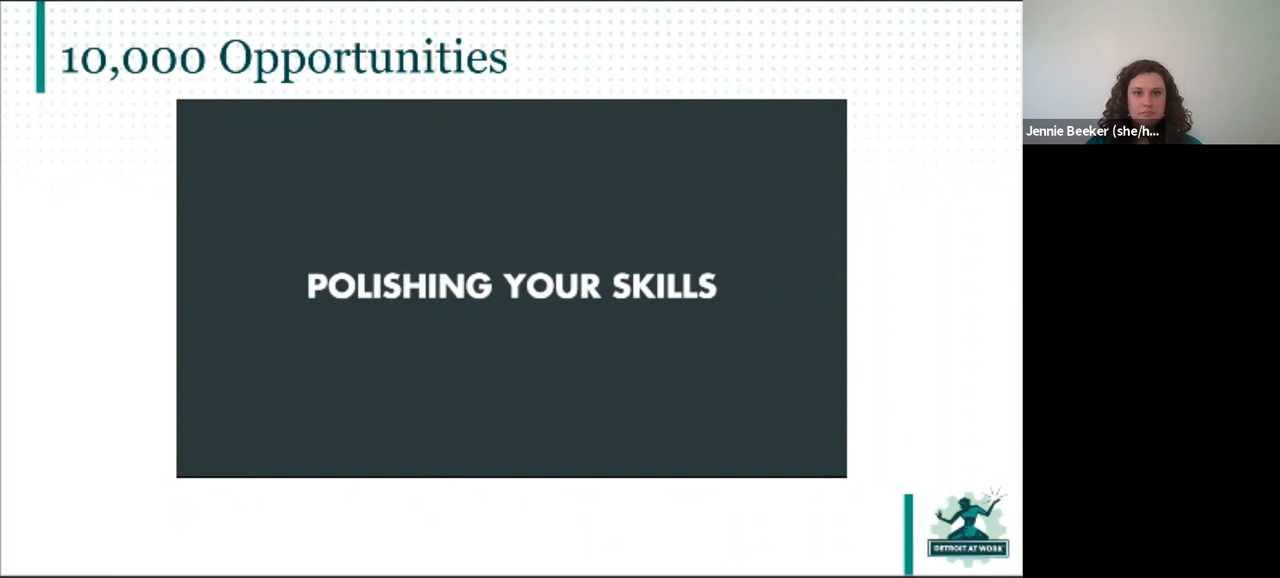 10,000 Opportunities
POLISHING YOUR SKILLS
Jennie Beeker (she/h...
DETROIT AT WORK